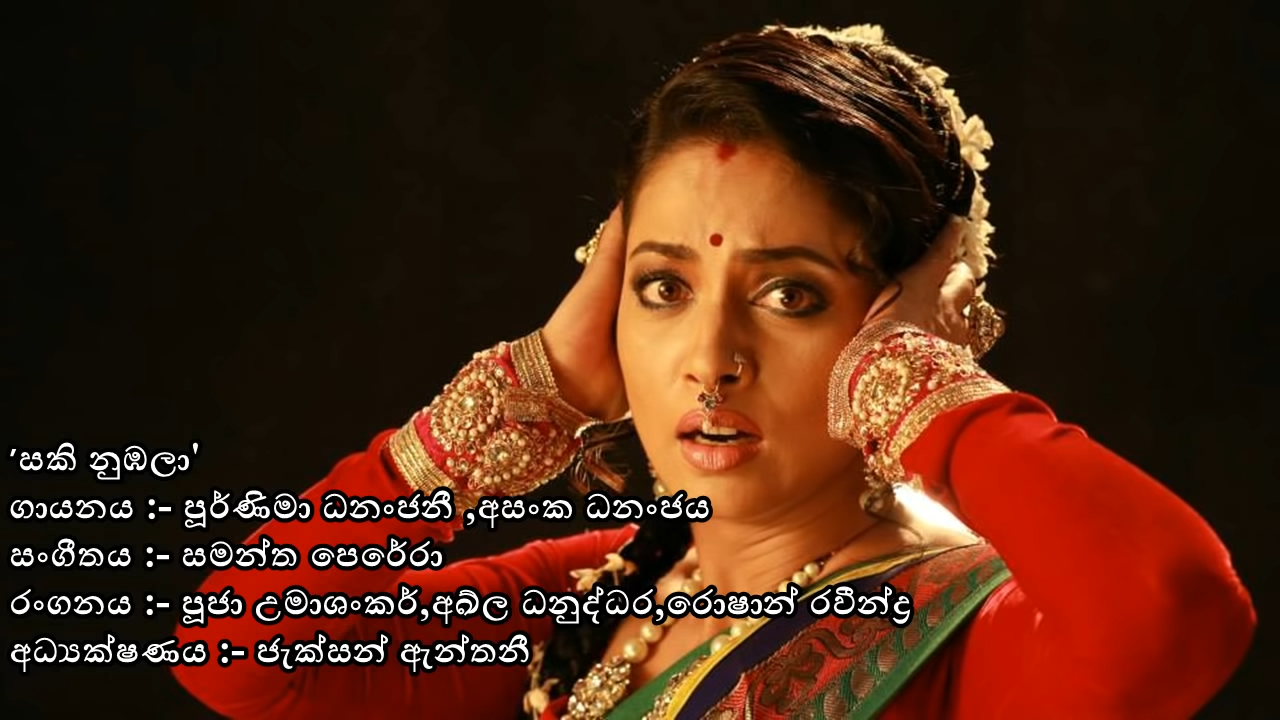 'සකි නුඹලා'
ගායනය :- පූර්ණිමා ධනංජනී ,අසංක ධනංජය
සංගීතය :- සමන්ත පෙරේරා
රංගනය :- පූජා උමාශංකර්,අඛ්ල ධනුද්ධර,රොෂාන් රවීන්ද්‍ර
අධ්‍යක්ෂණය :- ජැක්සන් ඇන්තනී